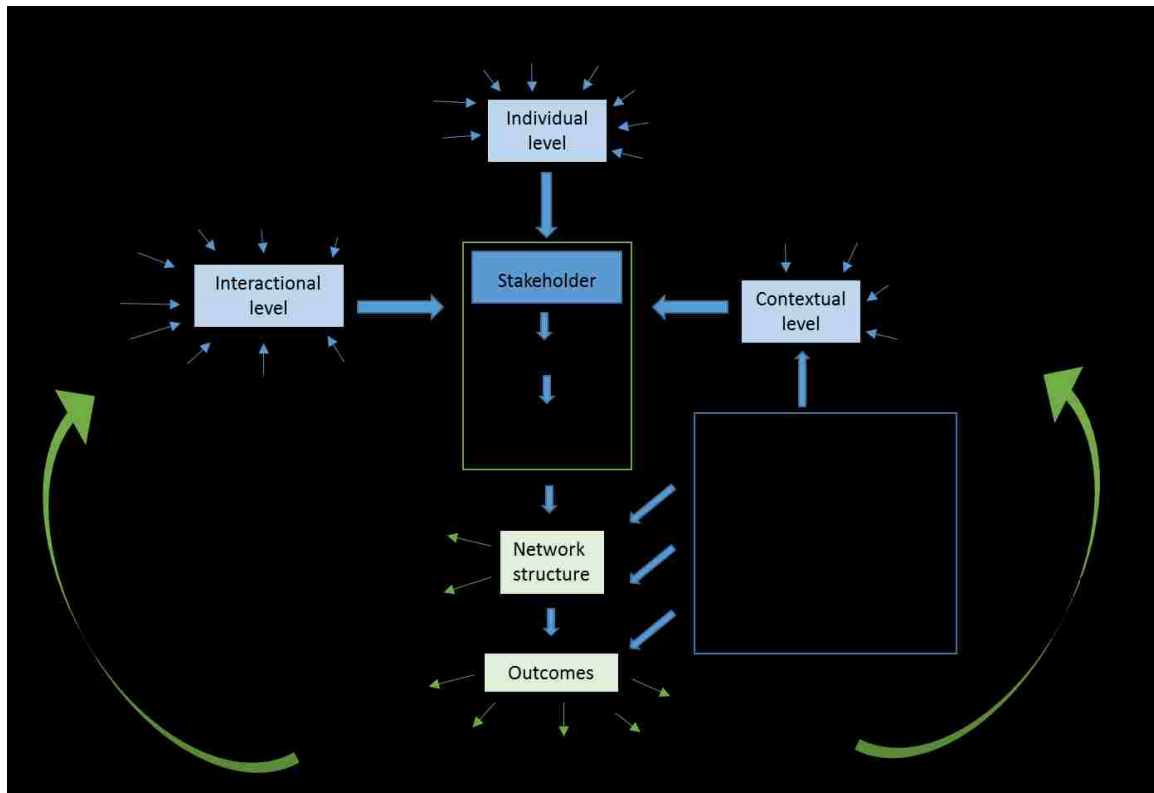 Individual
level
Interactional
level
Stakeholder
Contextual
level
Network
structure
Outcomes